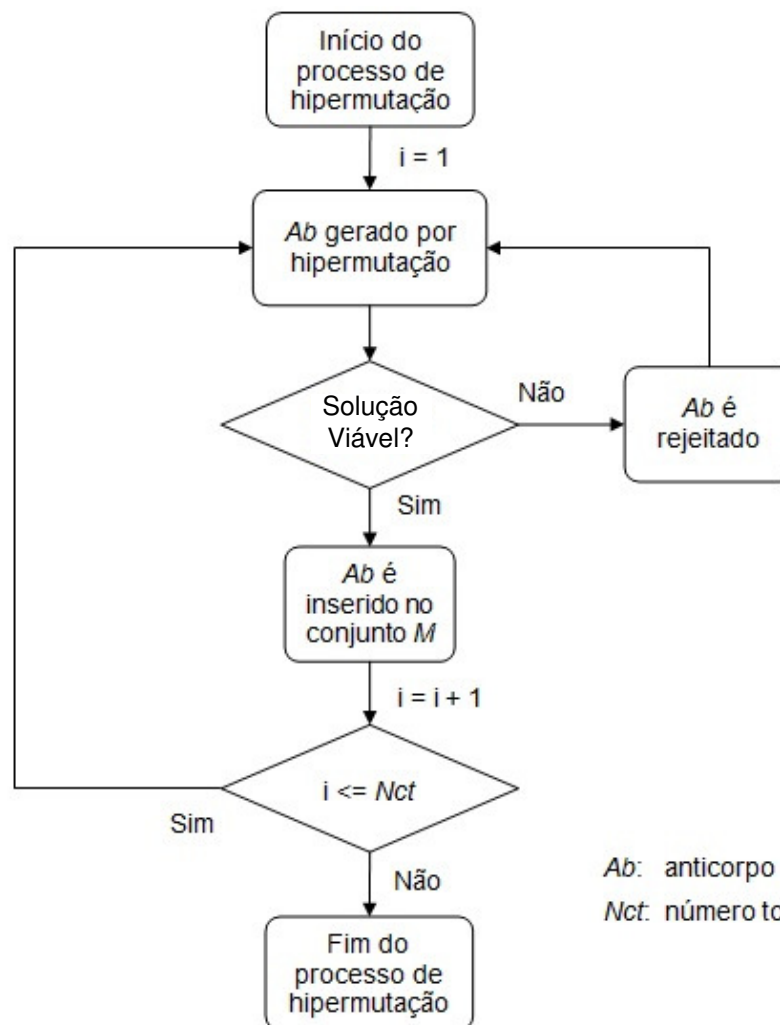 Início do
processo de
hipermutação
i = 1
Ab gerado por
hipermutação
Solução
Viável?
Não
Ab é
rejeitado
Sim
Ab é
inserido no
conjunto M
i = i + 1
i <= Nct
Sim
Não
Ab: anticorpo
Nct: número
Fim do
processo de
hipermutação